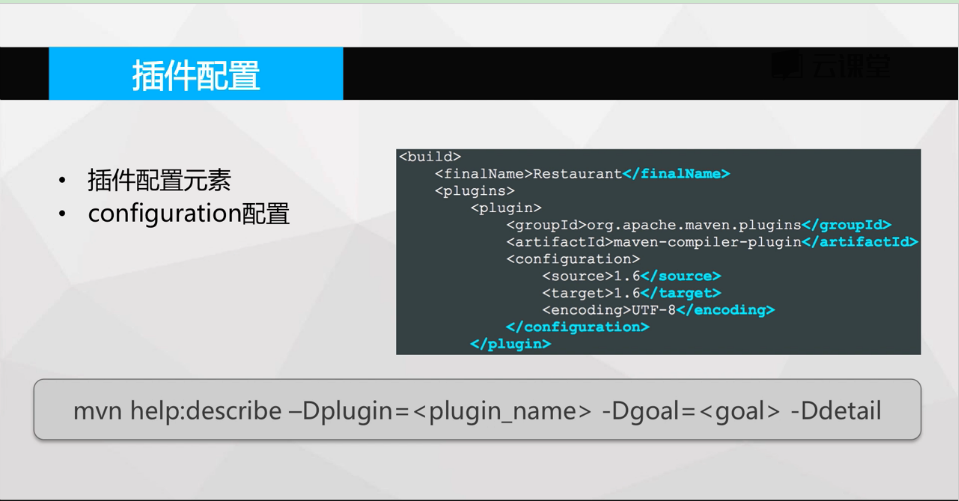 插件配置
云课堂
• 插件配置元素
• configuration配置
<build>
    <finalName>Restaurant</finalName>
    <plugins>
        <plugin>
            <groupId>org.apache.maven.plugins</groupId>
            <artifactId>maven-compiler-plugin</artifactId>
            <configuration>
                <source>1.6</source>
                <target>1.6</target>
                <encoding>UTF-8</encoding>
            </configuration>
        </plugin>
mvn help:describe –Dplugin=<plugin_name> -Dgoal=<goal> -Ddetail